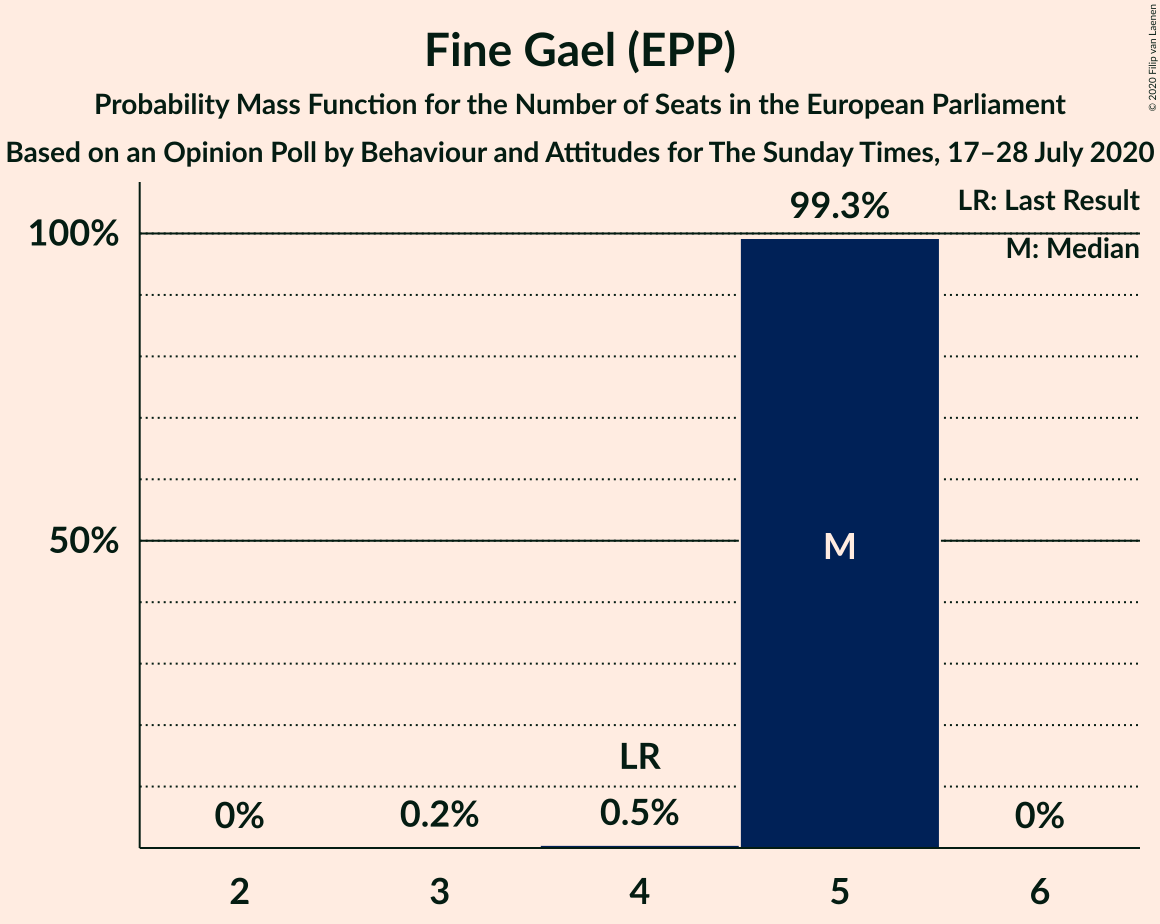 Fine Gael (EPP)
Probability Mass Function for the Number of Seats in the European Parliament
Based on an Opinion Poll by Behaviour and Attitudes for The Sunday Times, 17–28 July 2020
© 2020 Filip van Laenen
LR: Last Result
M: Median
99.3%
100%
50%
M
LR
0%
0.2%
0.5%
0%
2
3
4
5
6